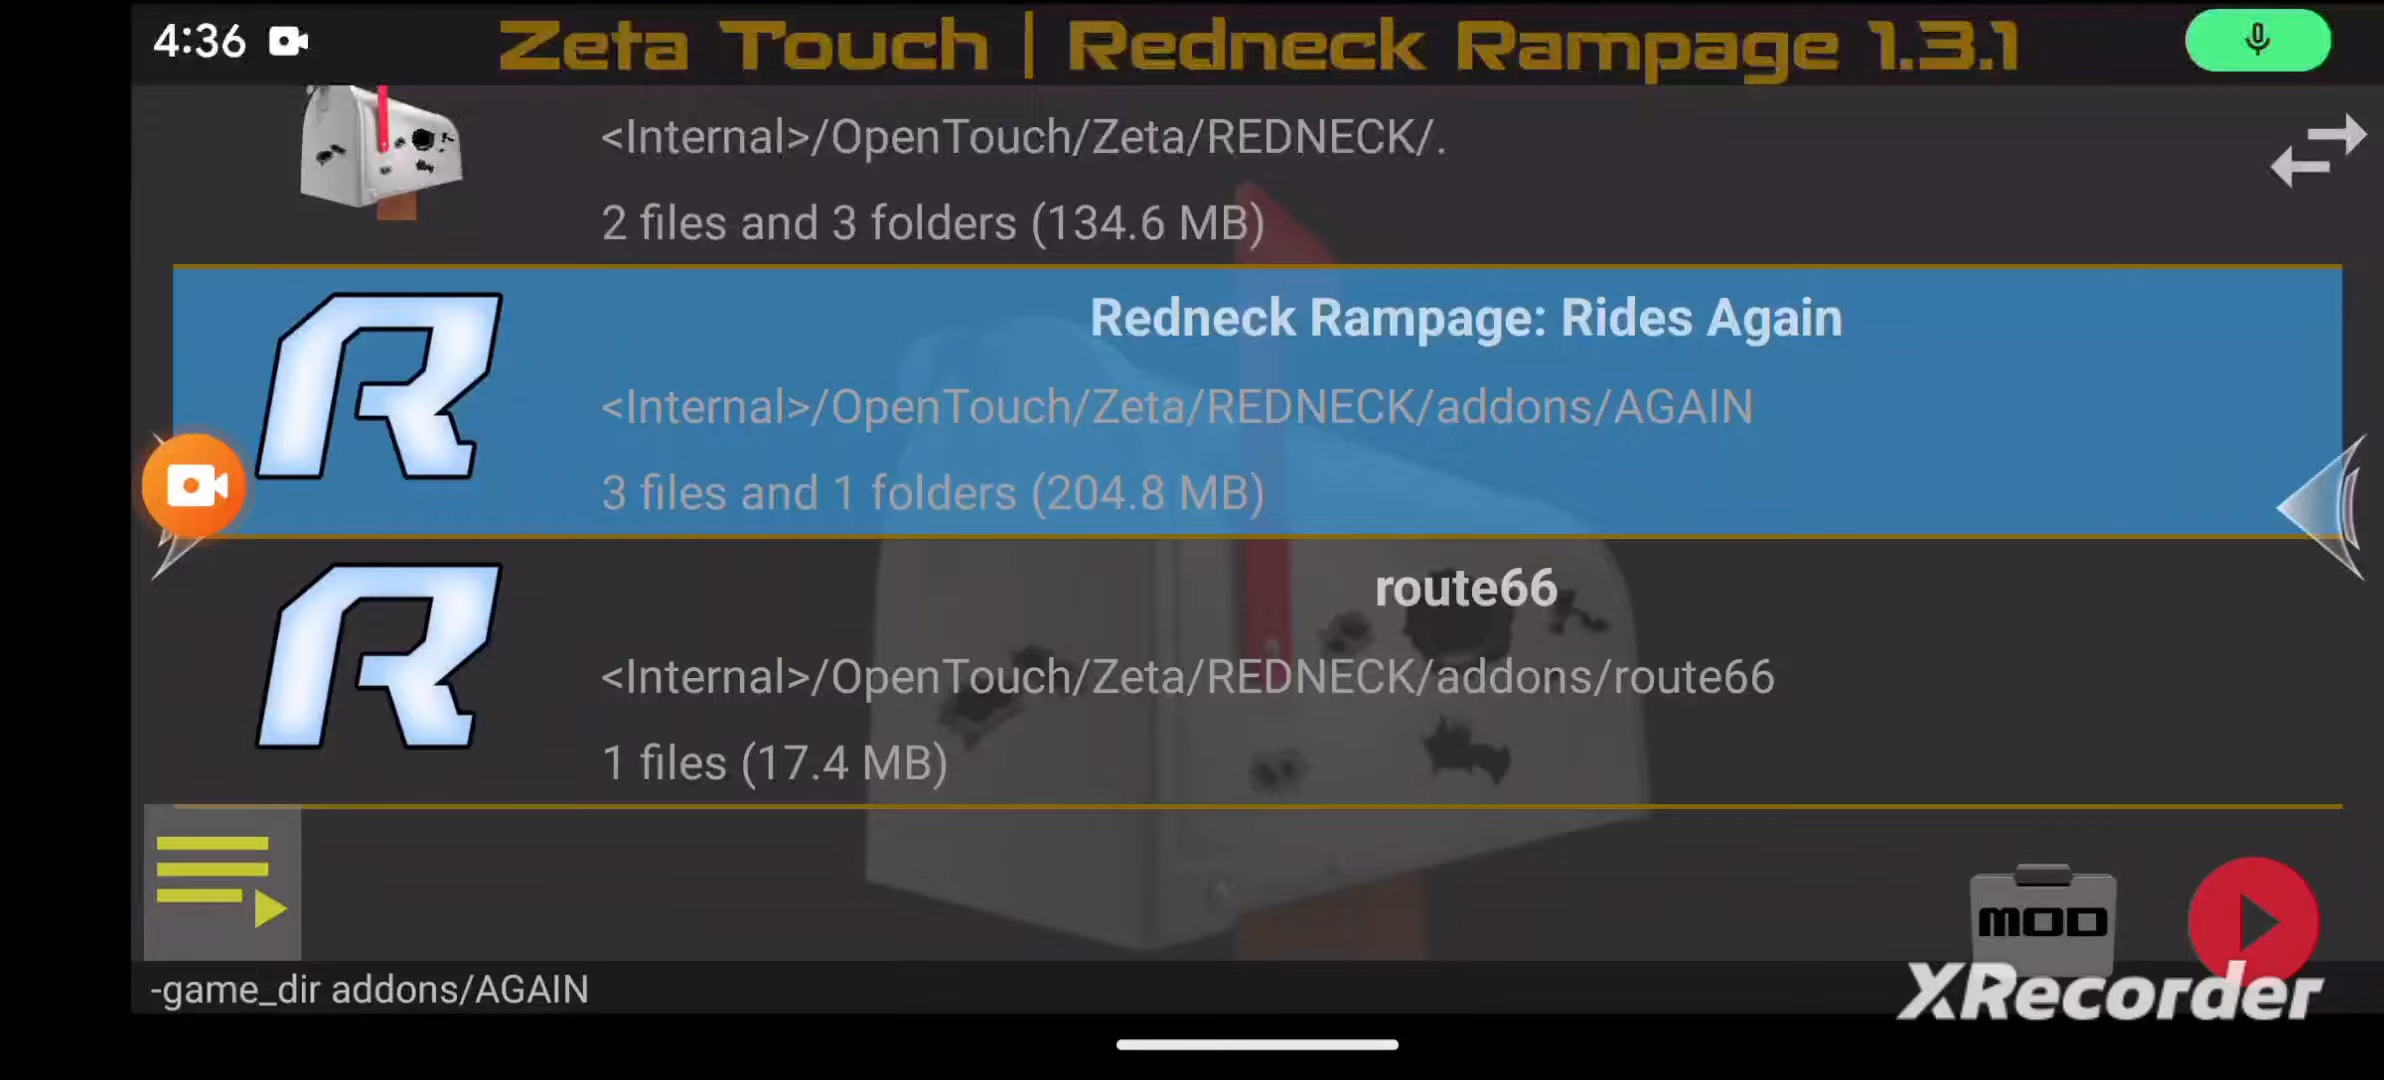 4:36
Zeta Touch | Redneck Rampage 1.3.1
<Internal>/OpenTouch/Zeta/REDNECK/.
2 files and 3 folders (134.6 MB)
Redneck Rampage: Rides Again
<Internal>/OpenTouch/Zeta/REDNECK/addons/AGAIN
3 files and 1 folders (204.8 MB)
route66
<Internal>/OpenTouch/Zeta/REDNECK/addons/route66
1 files (17.4 MB)
MOD
-game_dir addons/AGAIN
XRecorder